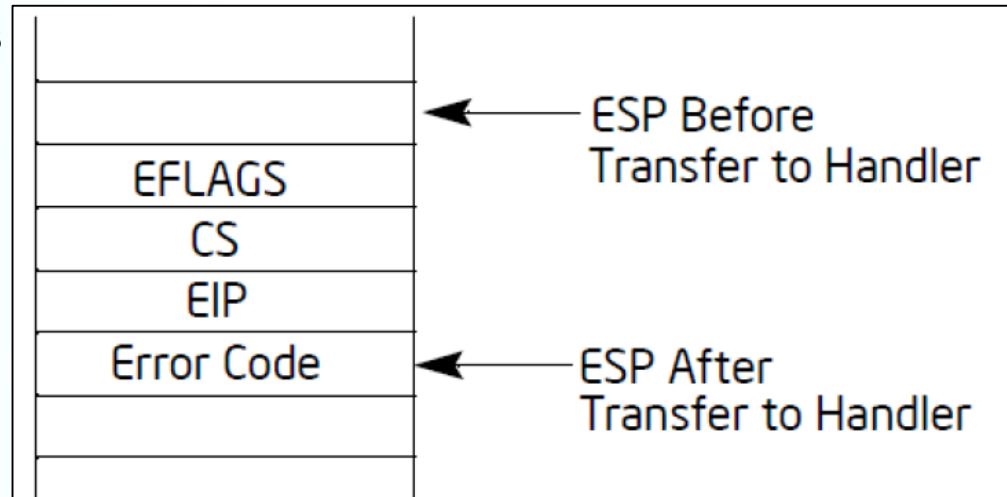 ESP Before
Transfer to Handler
EFLAGS
CS
EIP
Error Code
ESP After
Transfer to Handler